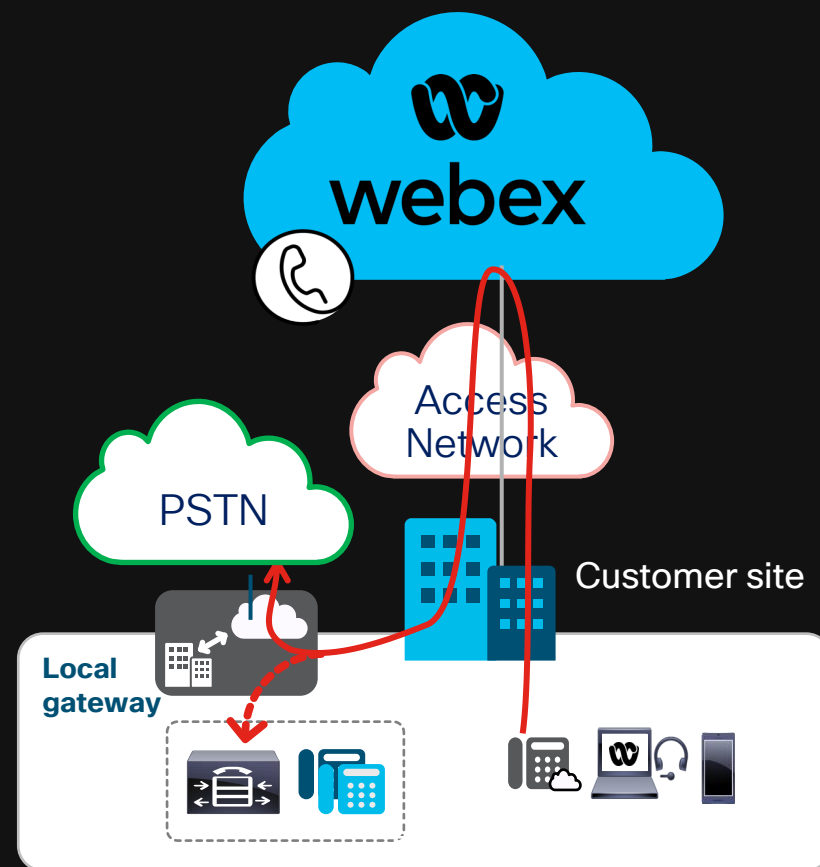 webex
Access
Network
PSTN
Customer site
Local
gateway